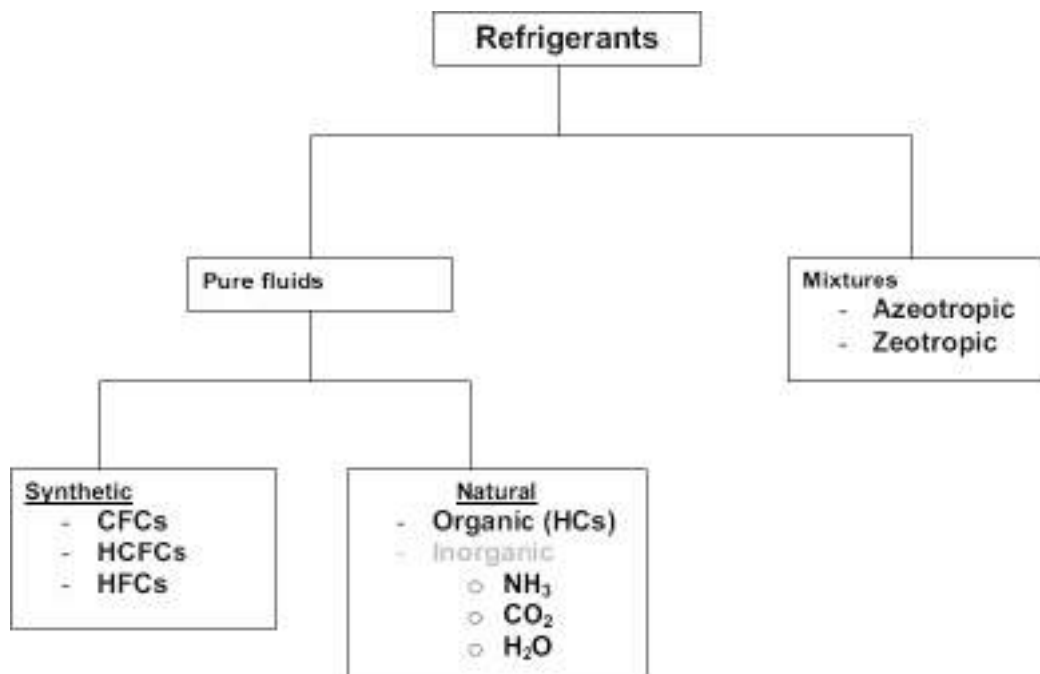 Refrigerants
Pure fluids
Mixtures
- Azeotropic
- Zeotropic
Synthetic
- CFCs
- HCFCs
- HFCs
Natural
- Organic (HCs)
- Inorganic
○ NH₃
○ CO₂
○ H₂O